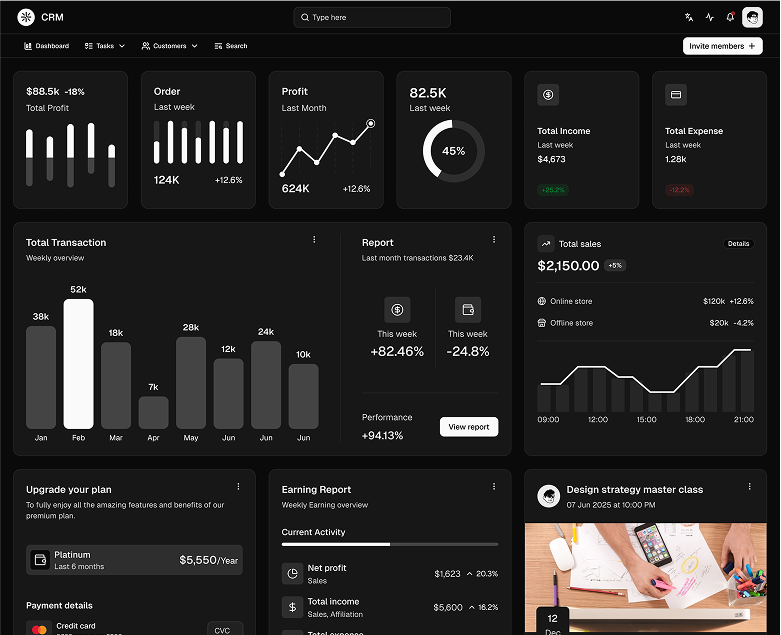 CRM
Type here
Dashboard
Tasks
Customers
Search
Invite members +
$88.5k -18%
Total Profit
Order
Last week
124K +12.6%
Profit
Last Month
624K +12.6%
82.5K
Last week
45%
Total Income
Last week
$4,673
+25.2%
Total Expense
Last week
1.28k
-12.2%
Total Transaction
Weekly overview
38k
52k
18k
7k
28k
12k
24k
10k
Jan Feb Mar Apr May Jun Jun Jun
Report
Last month transactions $23.4K
This week
+82.46%
This week
-24.8%
Performance
+94.13%
View report
Total sales
Details
$2,150.00 +5%
Online store $120k +12.6%
Offline store $20k -4.2%
09:00 12:00 15:00 18:00 21:00
Upgrade your plan
To fully enjoy all the amazing features and benefits of our
premium plan.
Platinum
Last 6 months
$5,550/Year
Payment details
Credit card
CVC
Earning Report
Weekly Earning overview
Current Activity
Net profit
Sales
$1,623 20.3%
Total income
Sales, Affiliation
$5,600 16.2%
Total expense
Design strategy master class
07 Jun 2025 at 10:00 PM
12
Dec